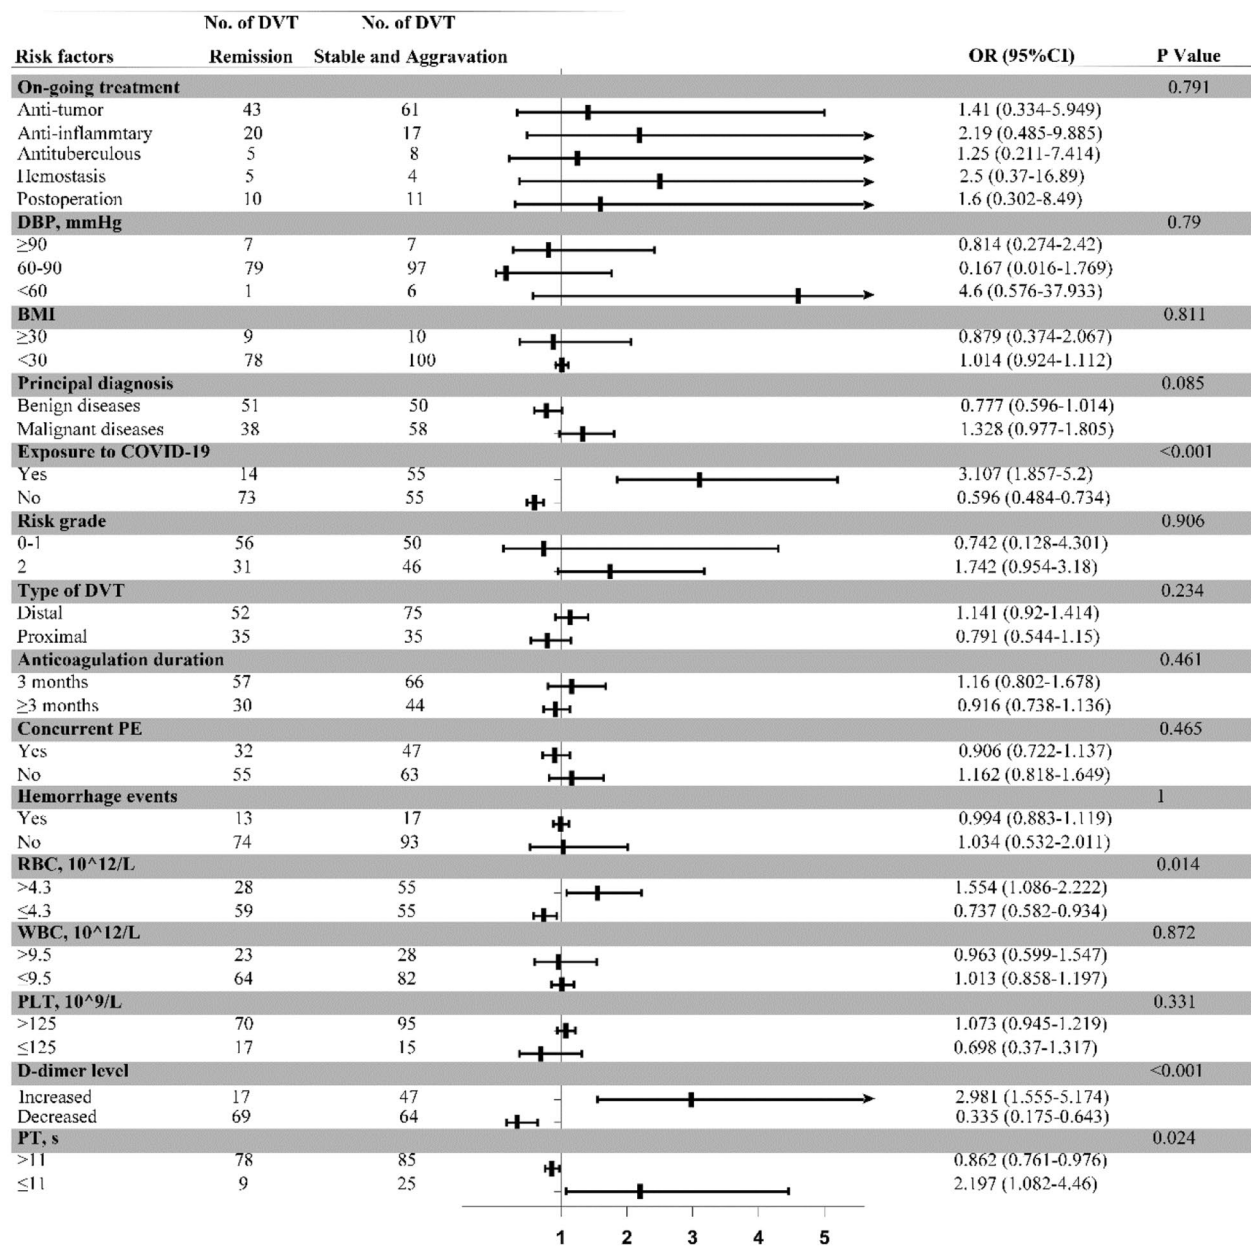 No. of DVT No. of DVT
Risk factors Remission Stable and Aggravation OR (95%CI) P Value
On-going treatment 0.791
Anti-tumor 43 61 1.41 (0.334-5.949)
Anti-inflammtary 20 17 2.19 (0.485-9.885)
Antituberculous 5 8 1.25 (0.211-7.414)
Hemostasis 5 4 2.5 (0.37-16.89)
Postoperation 10 11 1.6 (0.302-8.49)
DBP, mmHg 0.79
≥90 7 7 0.814 (0.274-2.42)
60-90 79 97 0.167 (0.016-1.769)
<60 1 6 4.6 (0.576-37.933)
BMI 0.811
≥30 9 10 0.879 (0.374-2.067)
<30 78 100 1.014 (0.924-1.112)
Principal diagnosis 0.085
Benign diseases 51 50 0.777 (0.596-1.014)
Malignant diseases 38 58 1.328 (0.977-1.805)
Exposure to COVID-19 <0.001
Yes 14 55 3.107 (1.857-5.2)
No 73 55 0.596 (0.484-0.734)
Risk grade 0.906
0-1 56 50 0.742 (0.128-4.301)
2 31 46 1.742 (0.954-3.18)
Type of DVT 0.234
Distal 52 75 1.141 (0.92-1.414)
Proximal 35 35 0.791 (0.544-1.15)
Anticoagulation duration 0.461
3 months 57 66 1.16 (0.802-1.678)
≥3 months 30 44 0.916 (0.738-1.136)
Concurrent PE 0.465
Yes 32 47 0.906 (0.722-1.137)
No 55 63 1.162 (0.818-1.649)
Hemorrhage events 1
Yes 13 17 0.994 (0.883-1.119)
No 74 93 1.034 (0.532-2.011)
RBC, 10^12/L 0.014
>4.3 28 55 1.554 (1.086-2.222)
≤4.3 59 55 0.737 (0.582-0.934)
WBC, 10^12/L 0.872
>9.5 23 28 0.963 (0.599-1.547)
≤9.5 64 82 1.013 (0.858-1.197)
PLT, 10^9/L 0.331
>125 70 95 1.073 (0.945-1.219)
≤125 17 15 0.698 (0.37-1.317)
D-dimer level <0.001
Increased 17 47 2.981 (1.555-5.174)
Decreased 69 64 0.335 (0.175-0.643)
PT, s 0.024
>11 78 85 0.862 (0.761-0.976)
≤11 9 25 2.197 (1.082-4.46)
1 2 3 4 5